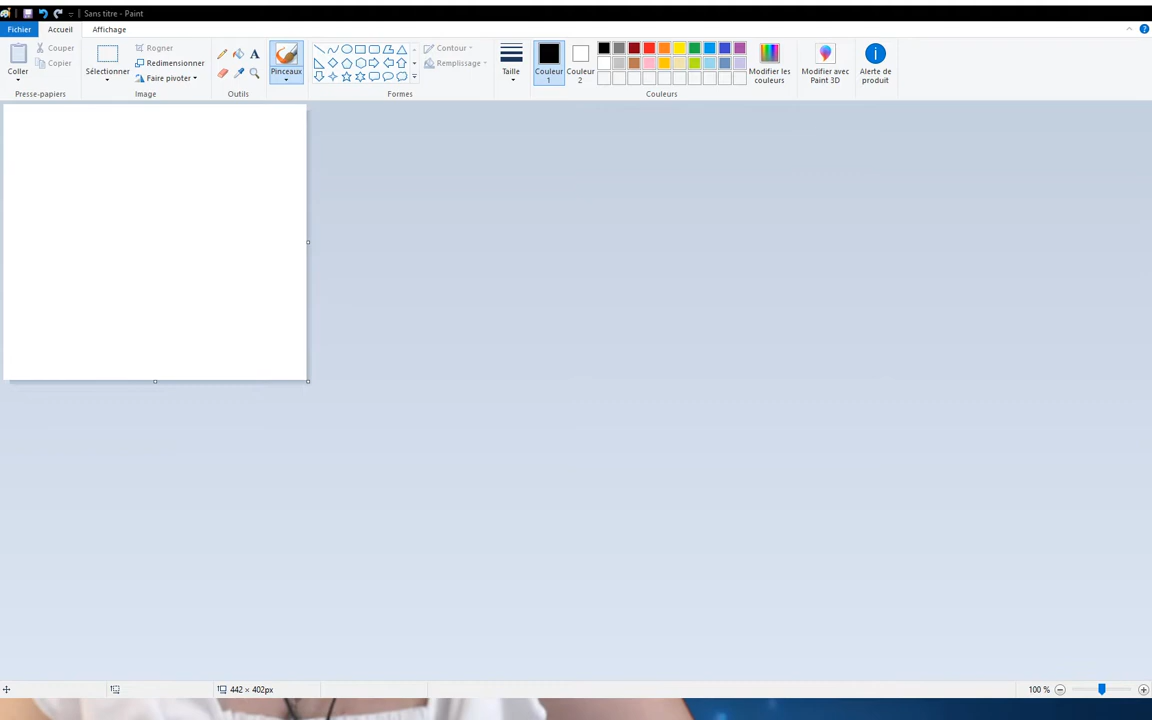 Sans titre - Paint
Fichier Accueil Affichage
Coller
Couper
Copier
Presse-papiers
Sélectionner
Rogner
Redimensionner
Faire pivoter
Image
A
Outils
Pinceaux
Contour
Remplissage
Formes
Taille
Couleur 1
Couleur 2
Modifier les couleurs
Couleurs
Modifier avec Paint 3D
Alerte de produit
442 × 402px
100 %